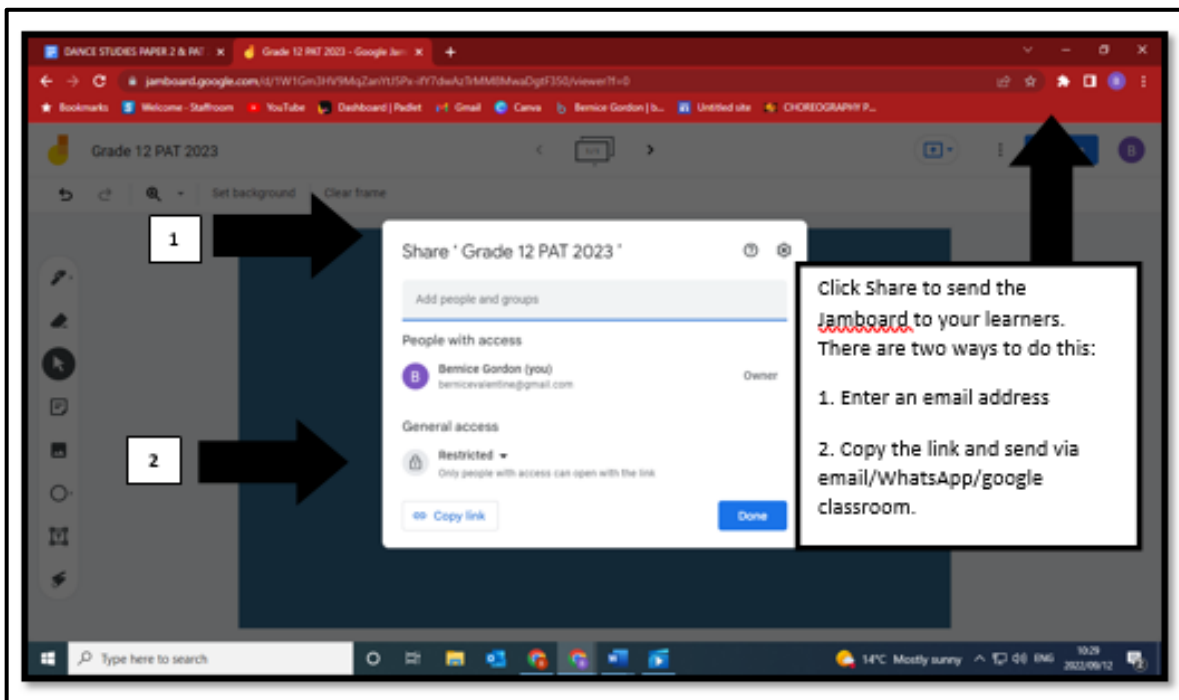 DANCE STUDIES PAPER 2 & PAT
Grade 12 PAT 2023 - Google Jam
jamboard.google.com
Bookmarks Welcome - Staffroom YouTube Dashboard | Padlet Gmail Canva Bernice Gordon | b... Untitled site CHOREOGRAPHY P...
Grade 12 PAT 2023
B
Set background Clear frame
1
Share "Grade 12 PAT 2023"
Add people and groups
People with access
B
Bernice Gordon (you)
bernicevalentine@gmail.com
Owner
2
General access
Restricted
Only people with access can open with the link
Copy link
Done
Click Share to send the
Jamboard to your learners.
There are two ways to do this:
1. Enter an email address
2. Copy the link and send via
email/WhatsApp/google
classroom.
Type here to search
14°C Mostly sunny
ENG
10:29
2022/09/12